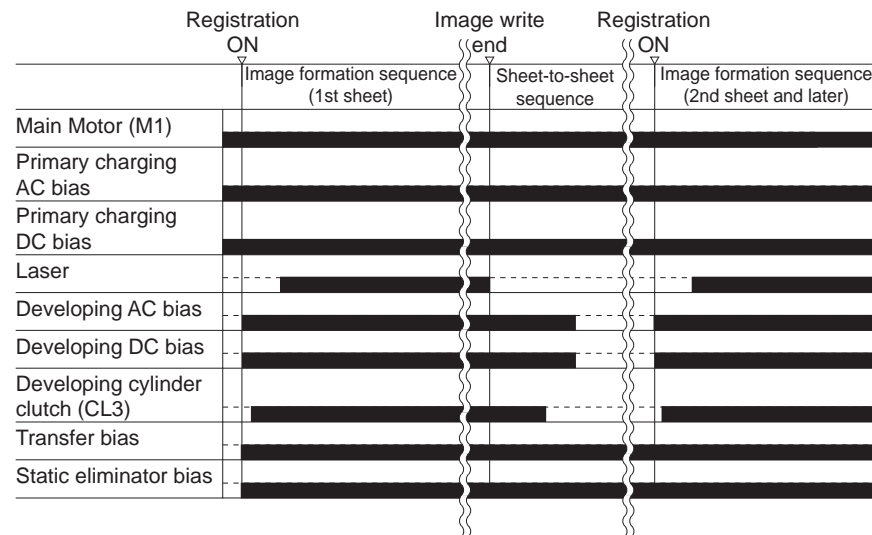 Registration
ON
Image write
end
Registration
ON
Image formation sequence
(1st sheet)
Sheet-to-sheet
sequence
Image formation sequence
(2nd sheet and later)
Main Motor (M1)
Primary charging
AC bias
Primary charging
DC bias
Laser
Developing AC bias
Developing DC bias
Developing cylinder
clutch (CL3)
Transfer bias
Static eliminator bias